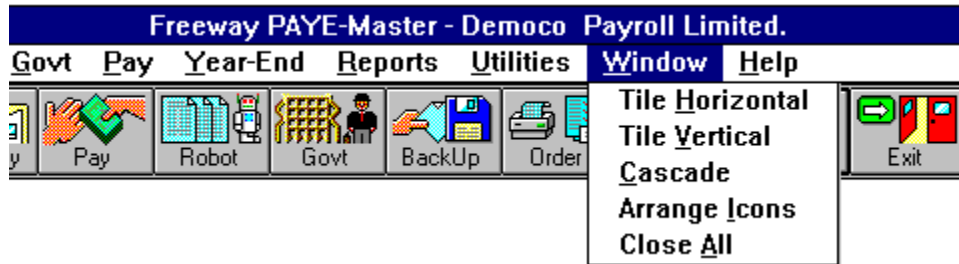 Freeway PAYE-Master - Democo Payroll Limited.
Govt Pay Year-End Reports Utilities Window Help
y Pay Robot Govt BackUp Order Exit
Tile Horizontal
Tile Vertical
Cascade
Arrange Icons
Close All